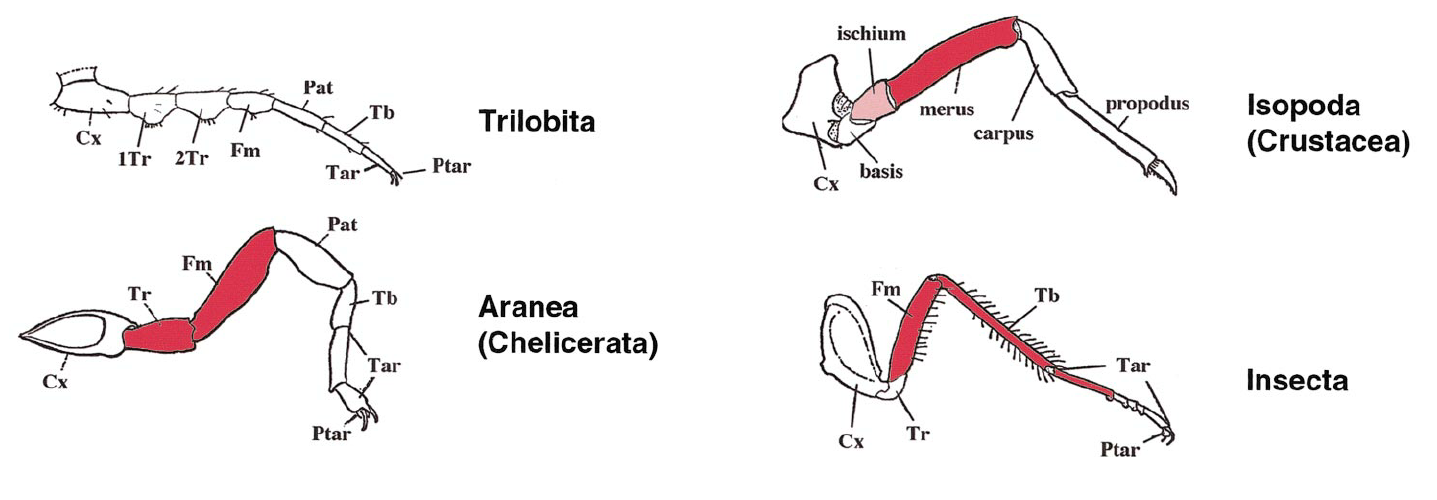 Cx
1Tr
2Tr
Fm
Pat
Tb
Tar
Ptar
Trilobita
ischium
merus
carpus
propodus
basis
Cx
Isopoda
(Crustacea)
Cx
Tr
Fm
Pat
Tb
Tar
Ptar
Aranea
(Chelicerata)
Cx
Tr
Fm
Tb
Tar
Ptar
Insecta